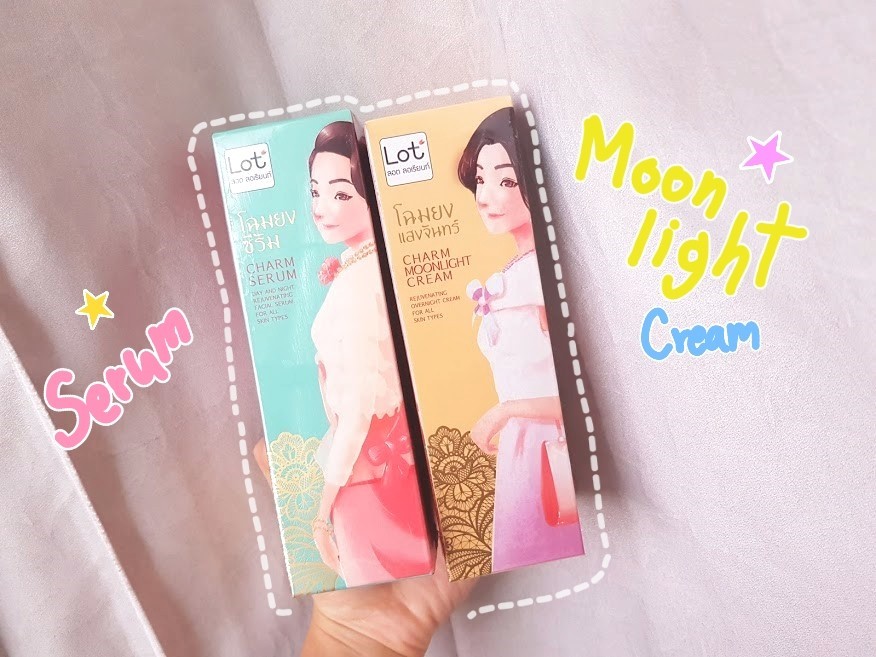 Lot
ลอต ลอเรียนท์
โฉมยง
ซีรั่ม
CHARM
SERUM
DAY AND NIGHT
REJUVENATING
FACIAL SERUM
FOR ALL
SKIN TYPES
Lot
ลอต ลอเรียนท์
โฉมยง
แสงจันทร์
CHARM
MOONLIGHT
CREAM
REJUVENATING
OVERNIGHT CREAM
FOR ALL
SKIN TYPES
Serum
Moon
light
Cream